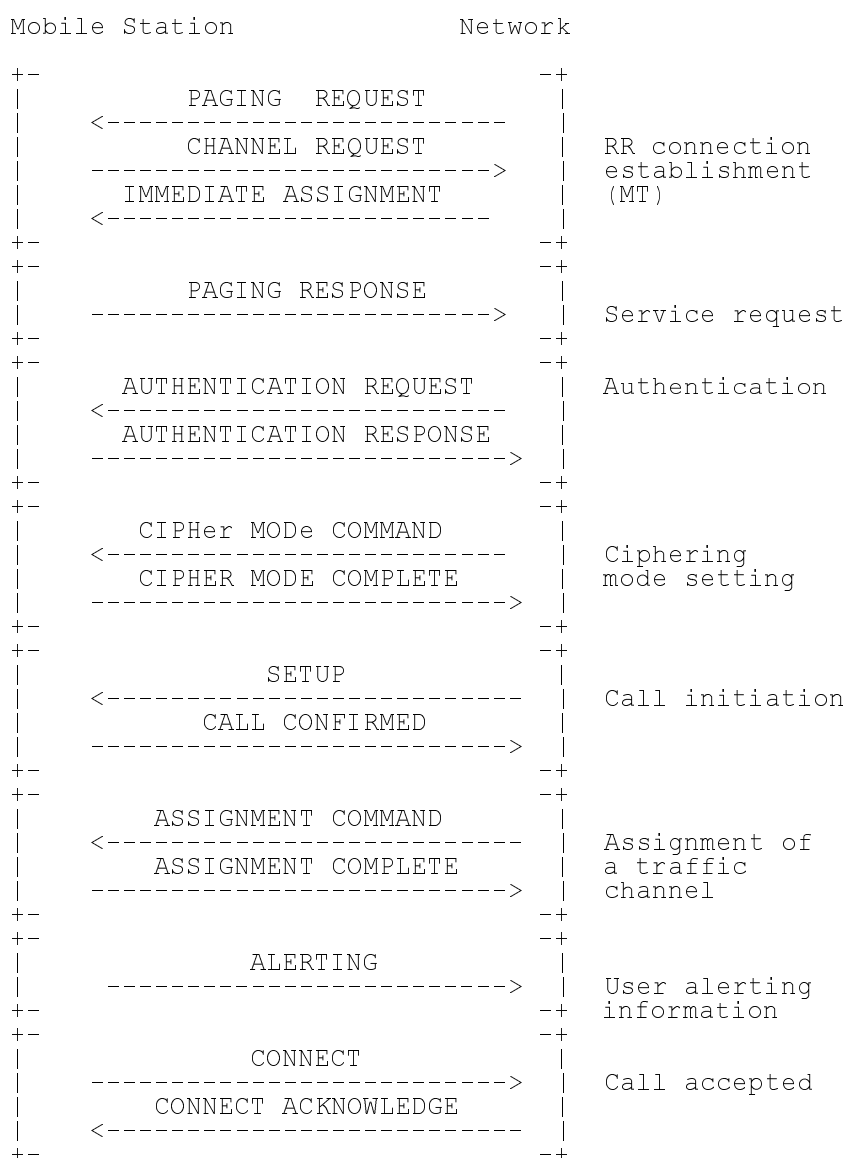 Mobile Station Network
PAGING REQUEST
CHANNEL REQUEST RR connection
establishment
IMMEDIATE ASSIGNMENT (MT)
PAGING RESPONSE
Service request
AUTHENTICATION REQUEST Authentication
AUTHENTICATION RESPONSE
CIPHer MODe COMMAND
Ciphering
CIPHER MODE COMPLETE mode setting
SETUP
Call initiation
CALL CONFIRMED
ASSIGNMENT COMMAND
Assignment of
ASSIGNMENT COMPLETE a traffic
channel
ALERTING
User alerting
information
CONNECT
Call accepted
CONNECT ACKNOWLEDGE